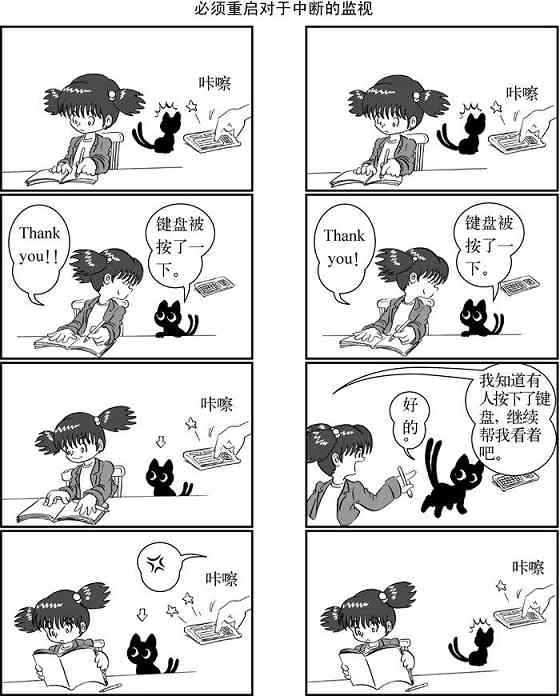 必须重启对于中断的监视
咔嚓
Thank
you!!
键盘被
按了一
下。
咔嚓
咔嚓
咔嚓
Thank
you!
键盘被
按了一
下。
好
的。
我知道有
人按下了键
盘，继续
帮我看着
吧。
咔嚓